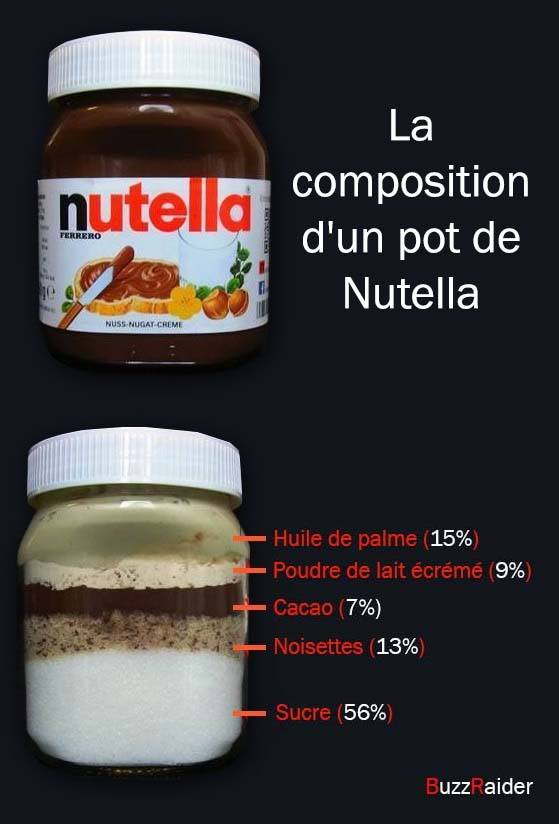 nutella
FERRERO
NUSS-NUGAT-CREME
La
composition
d'un pot de
Nutella
Huile de palme (15%)
Poudre de lait écrémé (9%)
Cacao (7%)
Noisettes (13%)
Sucre (56%)
BuzzRaider